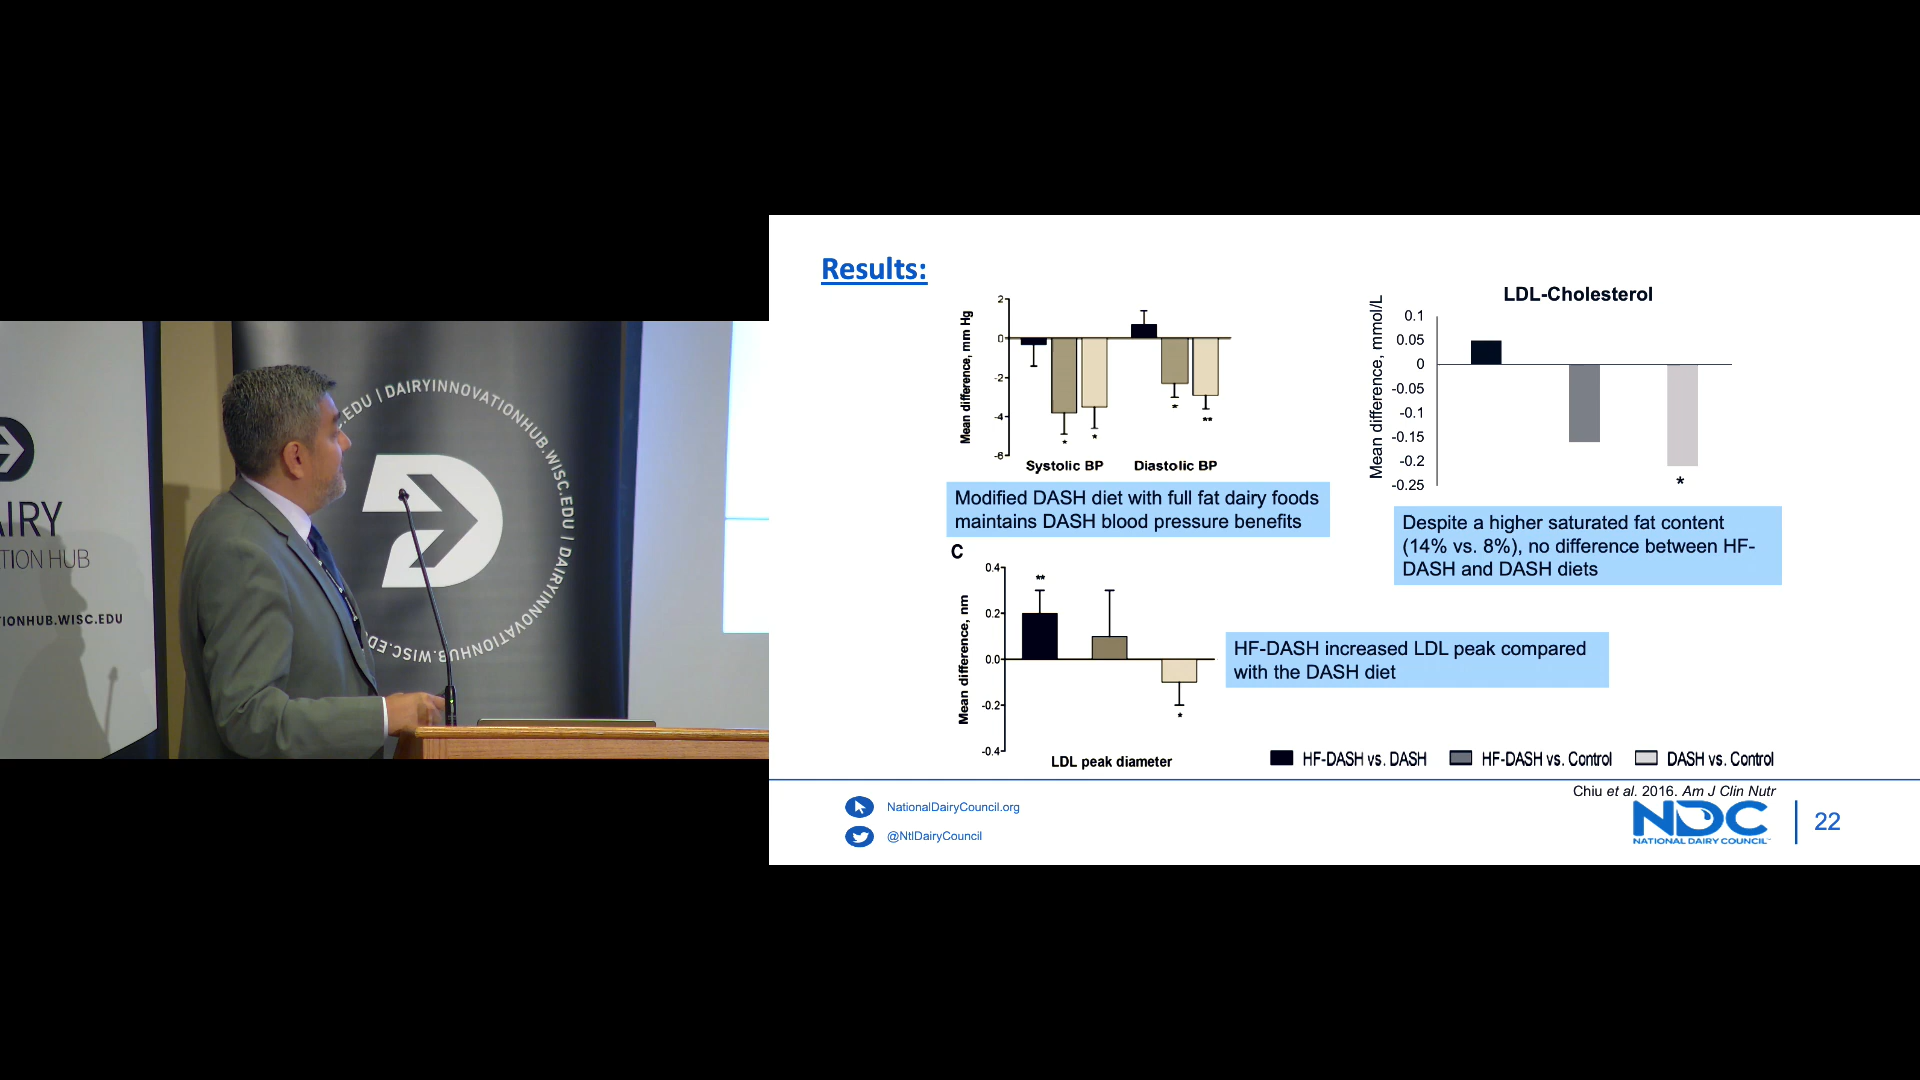 AIRY
TION HUB
IONHUB.WISC.EDU
.EDU | DAIRYINNOVATIONHUB.WISC.EDU | DAIRYINNOVATIONHUB.WISC.ED
Results:
Mean difference, mm Hg
2
0
-2
-4
-6
*
*
*
**
Systolic BP
Diastolic BP
Modified DASH diet with full fat dairy foods
maintains DASH blood pressure benefits
LDL-Cholesterol
Mean difference, mmol/L
0.1
0.05
0
-0.05
-0.1
-0.15
-0.2
-0.25
*
Despite a higher saturated fat content
(14% vs. 8%), no difference between HF-
DASH and DASH diets
C
Mean difference, nm
0.4
0.2
0.0
-0.2
-0.4
**
*
LDL peak diameter
HF-DASH increased LDL peak compared
with the DASH diet
HF-DASH vs. DASH
HF-DASH vs. Control
DASH vs. Control
Chiu et al. 2016. Am J Clin Nutr
NationalDairyCouncil.org
@NtlDairyCouncil
NDC
NATIONAL DAIRY COUNCIL™
22